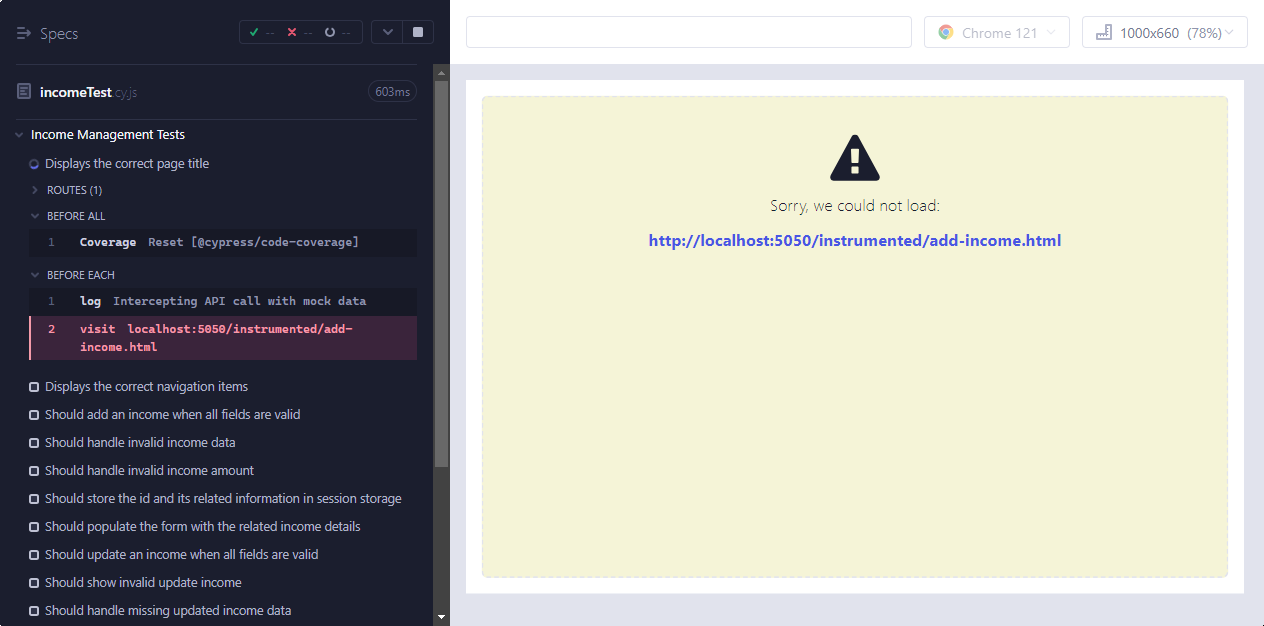 Specs
-- -- --
incomeTest.cy.js 603ms
Income Management Tests
Displays the correct page title
ROUTES (1)
BEFORE ALL
1 Coverage Reset [@cypress/code-coverage]
BEFORE EACH
1 log Intercepting API call with mock data
2 visit localhost:5050/instrumented/add-
income.html
Displays the correct navigation items
Should add an income when all fields are valid
Should handle invalid income data
Should handle invalid income amount
Should store the id and its related information in session storage
Should populate the form with the related income details
Should update an income when all fields are valid
Should show invalid update income
Should handle missing updated income data
Chrome 121
1000x660 (78%)
Sorry, we could not load:
http://localhost:5050/instrumented/add-income.html